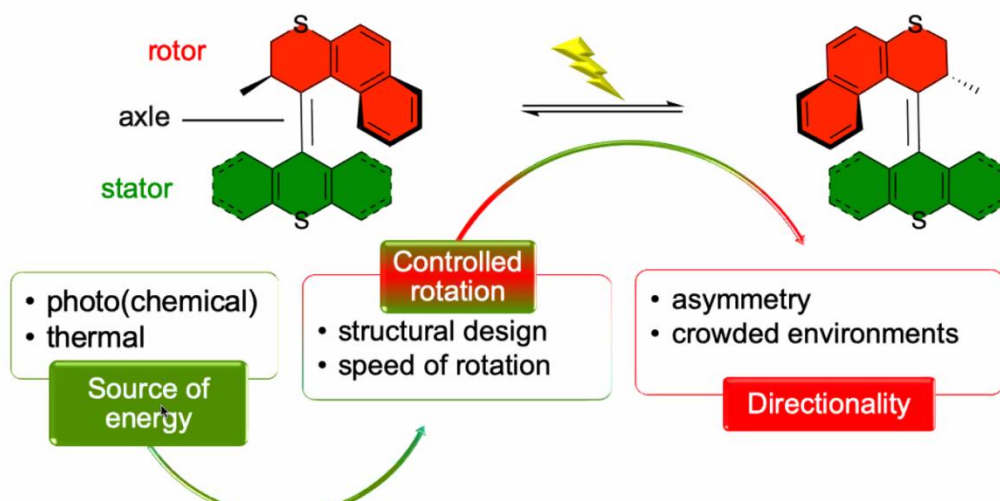 S
S
rotor
axle
stator
S
S
Controlled
rotation
• photo(chemical)
• thermal
• structural design
• speed of rotation
• asymmetry
• crowded environments
Source of
energy
Directionality